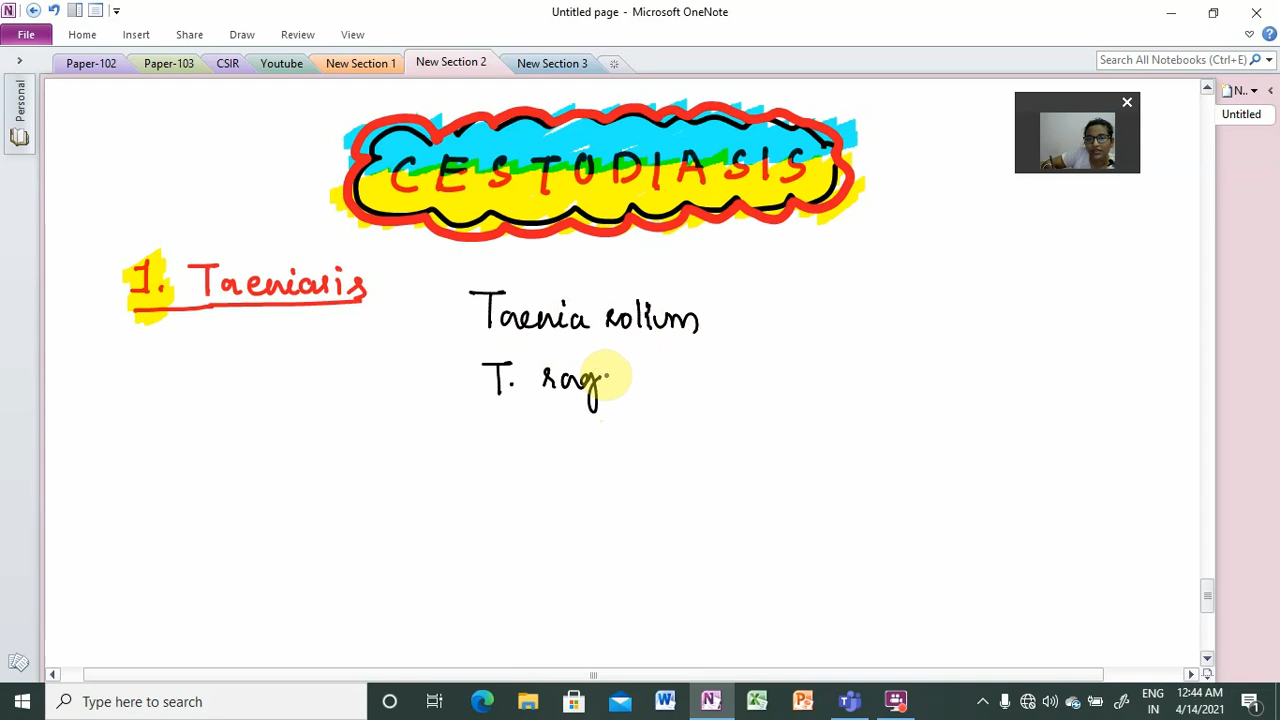 Untitled page - Microsoft OneNote
File Home Insert Share Draw Review View
Paper-102 Paper-103 CSIR Youtube New Section 1 New Section 2 New Section 3 Search All Notebooks (Ctrl+E)
Personal
N..
Untitled
CESTODIASIS
1. Taeniasis
Taenia solium
T. sag
Type here to search
ENG
IN
12:44 AM
4/14/2021
1